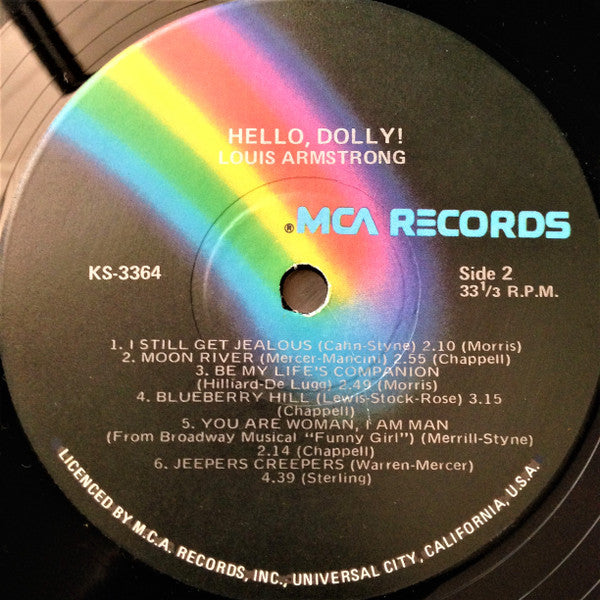 HELLO, DOLLY!
LOUIS ARMSTRONG
®MCA RECORDS
KS-3364
Side 2
33 1/3 R.P.M.
1. I STILL GET JEALOUS (Cahn-Styne) 2.10 (Morris)
2. MOON RIVER (Mercer-Mancini) 2.55 (Chappell)
3. BE MY LIFE'S COMPANION
(Hilliard-De Lugg) 2.49 (Morris)
4. BLUEBERRY HILL (Lewis-Stock-Rose) 3.15
(Chappell)
5. YOU ARE WOMAN, I AM MAN
(From Broadway Musical "Funny Girl") (Merrill-Styne)
2.14 (Chappell)
6. JEEPERS CREEPERS (Warren-Mercer)
4.39 (Sterling)
LICENCED BY M.C.A. RECORDS, INC., UNIVERSAL CITY, CALIFORNIA, U.S.A.